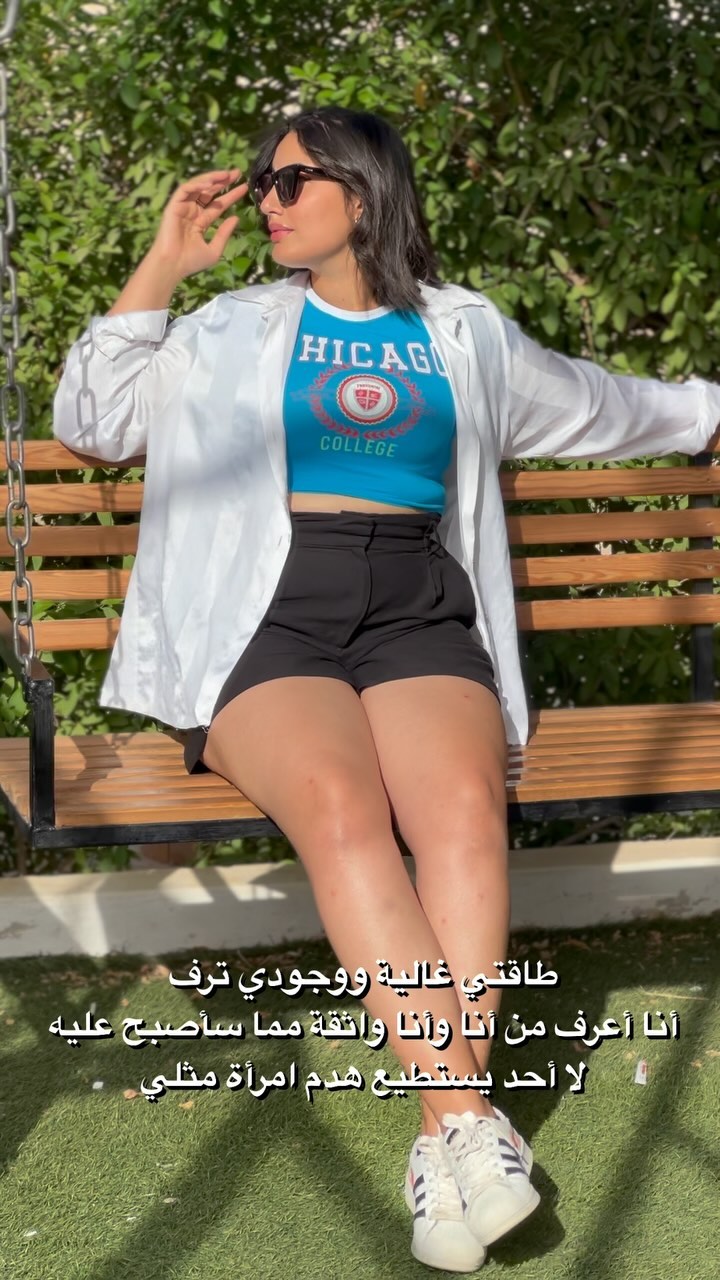 HICAGO
COLLEGE
طاقتي غالية ووجودي ترف
أنا أعرف من أنا وأنا واثقة مما سأصبح عليه
لا أحد يستطيع هدم امرأة مثلي